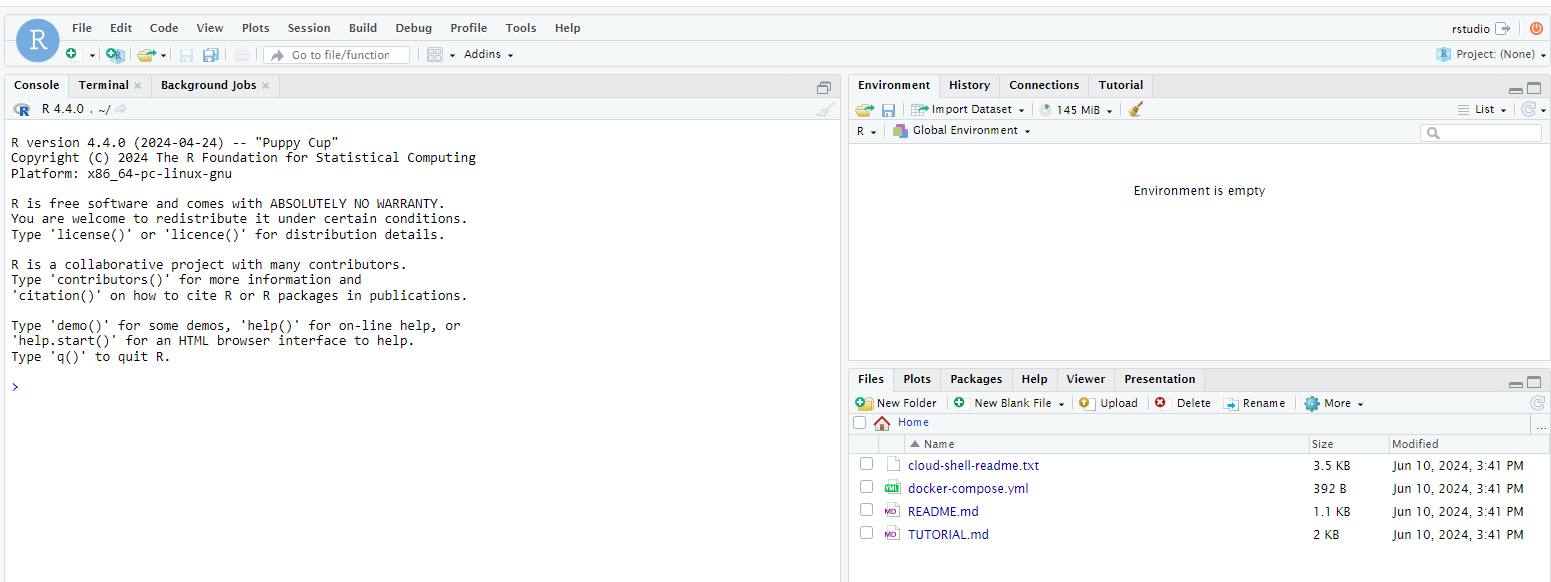 R
File Edit Code View Plots Session Build Debug Profile Tools Help
rstudio
R Go to file/function Addins
R Project: (None)
Console Terminal × Background Jobs ×
R R 4.4.0 . ~/
R version 4.4.0 (2024-04-24) -- "Puppy Cup"
Copyright (C) 2024 The R Foundation for Statistical Computing
Platform: x86_64-pc-linux-gnu
R is free software and comes with ABSOLUTELY NO WARRANTY.
You are welcome to redistribute it under certain conditions.
Type 'license()' or 'licence()' for distribution details.
R is a collaborative project with many contributors.
Type 'contributors()' for more information and
'citation()' on how to cite R or R packages in publications.
Type 'demo()' for some demos, 'help()' for on-line help, or
'help.start()' for an HTML browser interface to help.
Type 'q()' to quit R.
>
Environment History Connections Tutorial
Import Dataset 145 MiB List
R Global Environment
Environment is empty
Files Plots Packages Help Viewer Presentation
New Folder New Blank File Upload Delete Rename More
Home ...
Name Size Modified
cloud-shell-readme.txt 3.5 KB Jun 10, 2024, 3:41 PM
YML docker-compose.yml 392 B Jun 10, 2024, 3:41 PM
MD README.md 1.1 KB Jun 10, 2024, 3:41 PM
MD TUTORIAL.md 2 KB Jun 10, 2024, 3:41 PM